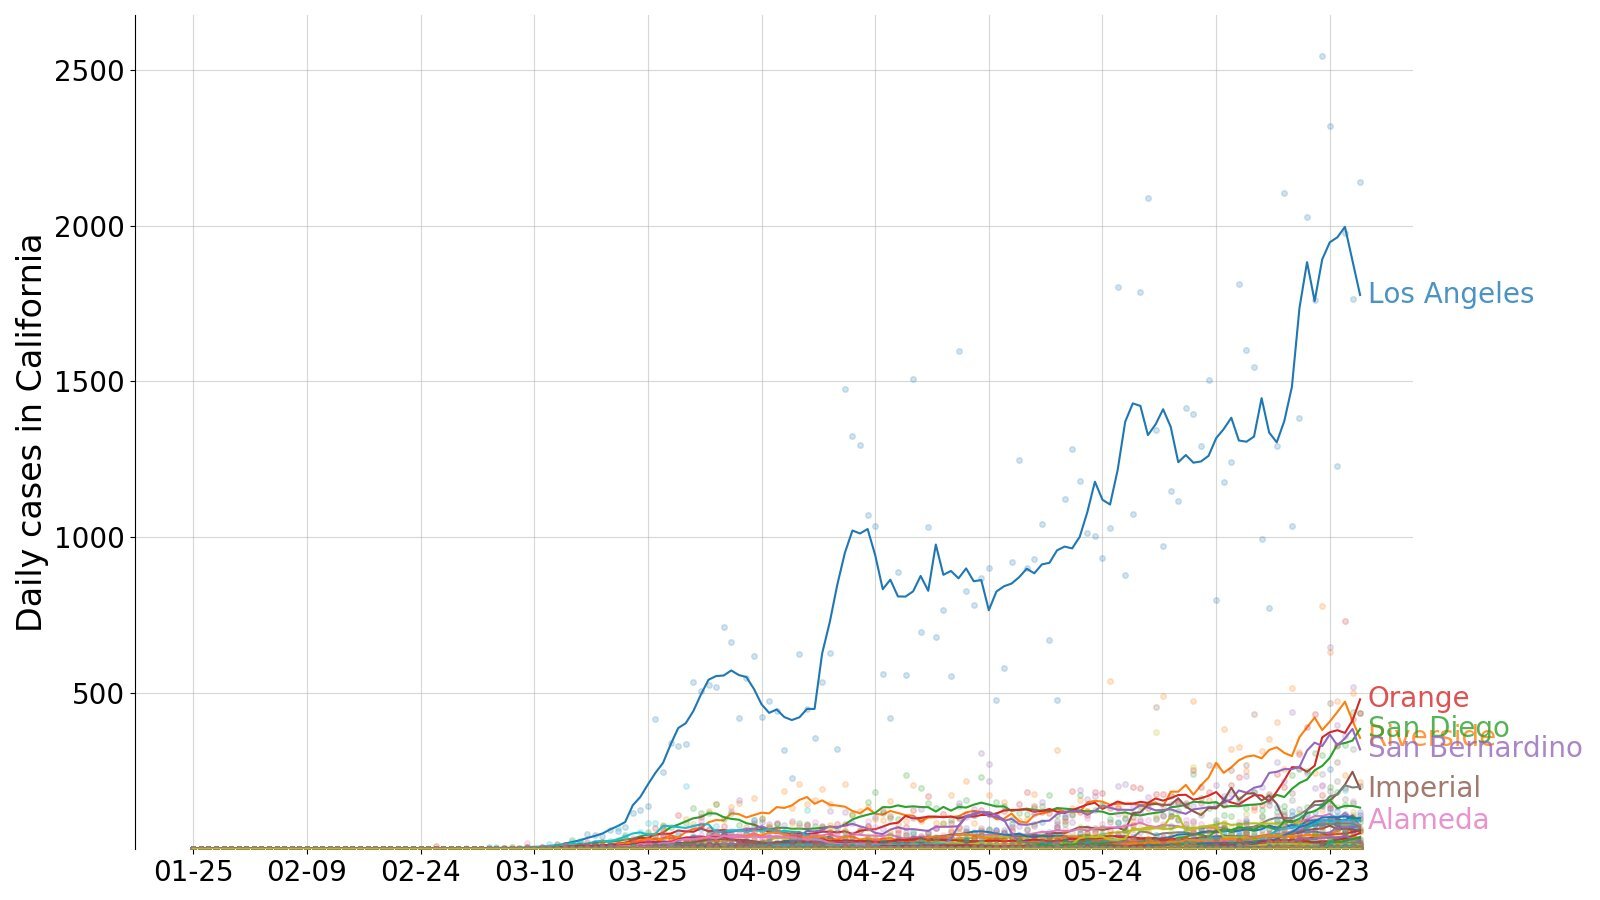 Daily cases in California
2500
2000
1500
1000
500
01-25 02-09 02-24 03-10 03-25 04-09 04-24 05-09 05-24 06-08 06-23
Los Angeles
Orange
San Diego
Riverside
San Bernardino
Imperial
Alameda